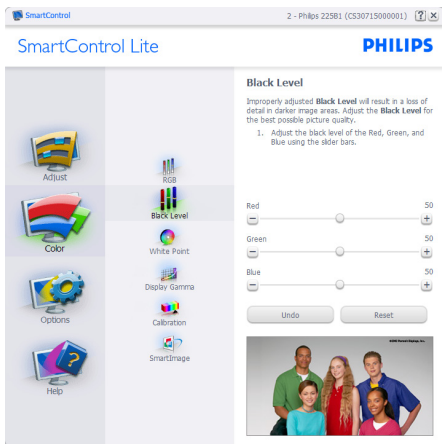 SmartControl
2 - Philips 225B1 (CS30715000001)
SmartControl Lite
PHILIPS
Adjust
Color
Options
Help
RGB
Black Level
White Point
Display Gamma
Calibration
SmartImage
Black Level
Improperly adjusted Black Level will result in a loss of
detail in darker image areas. Adjust the Black Level for
the best possible picture quality.
1. Adjust the black level of the Red, Green, and
Blue using the slider bars.
Red 50
Green 50
Blue 50
Undo Reset